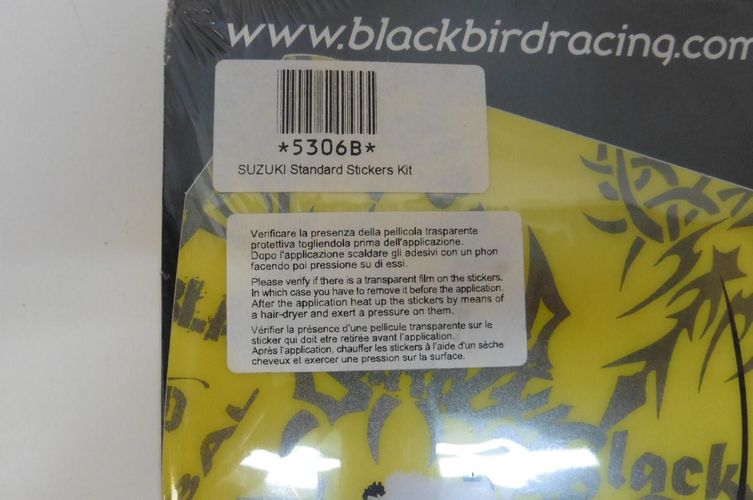 www.blackbirdracing.com
*5306B*
SUZUKI Standard Stickers Kit
Verificare la presenza della pellicola trasparente
protettiva togliendola prima dell'applicazione.
Dopo l'applicazione scaldare gli adesivi con un phon
facendo poi pressione su di essi.
Please verify if there is a transparent film on the stickers.
In which case you have to remove it before the application.
After the application heat up the stickers by means of
a hair-dryer and exert a pressure on them.
Vérifier la présence d'une pellicule transparente sur le
sticker qui doit etre retirée avant l'application.
Après l'application, chauffer les stickers à l'aide d'un sèche
cheveux et exercer une pression sur la surface.
Black